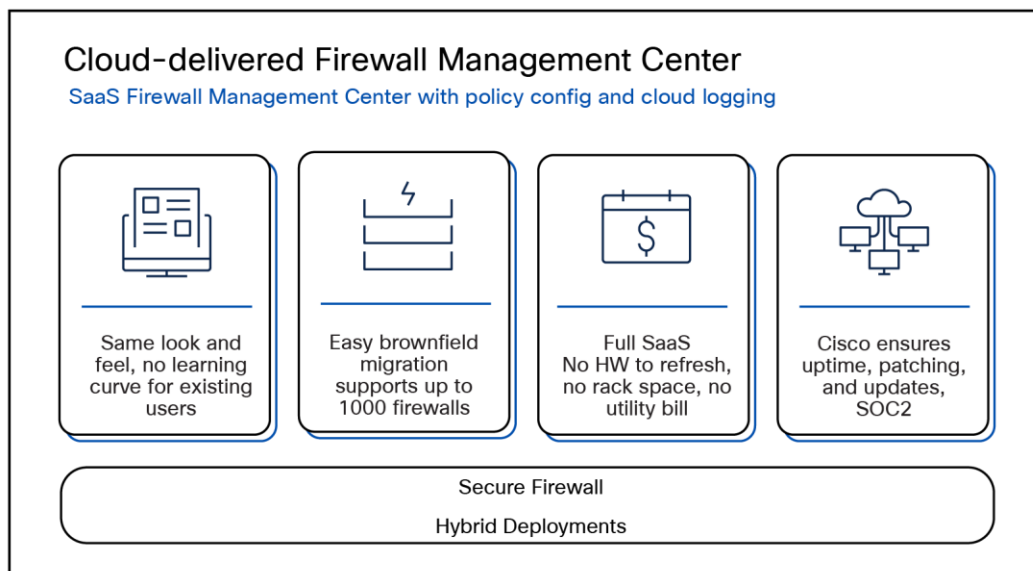 Cloud-delivered Firewall Management Center
SaaS Firewall Management Center with policy config and cloud logging
Same look and
feel, no learning
curve for existing
users
Easy brownfield
migration
supports up to
1000 firewalls
$
Full SaaS
No HW to refresh,
no rack space, no
utility bill
Cisco ensures
uptime, patching,
and updates,
SOC2
Secure Firewall
Hybrid Deployments